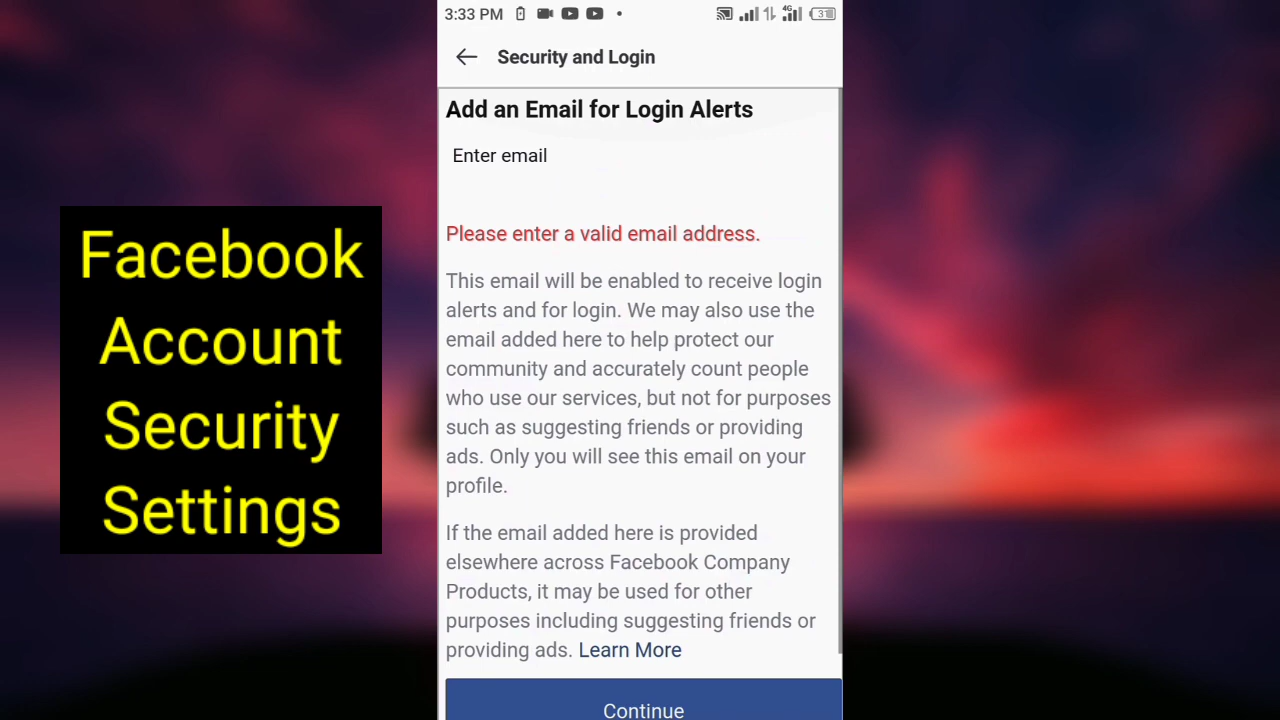 3:33 PM
4G
31
Security and Login
Add an Email for Login Alerts
Enter email
Please enter a valid email address.
This email will be enabled to receive login
alerts and for login. We may also use the
email added here to help protect our
community and accurately count people
who use our services, but not for purposes
such as suggesting friends or providing
ads. Only you will see this email on your
profile.
If the email added here is provided
elsewhere across Facebook Company
Products, it may be used for other
purposes including suggesting friends or
providing ads. Learn More
Continue
Facebook
Account
Security
Settings